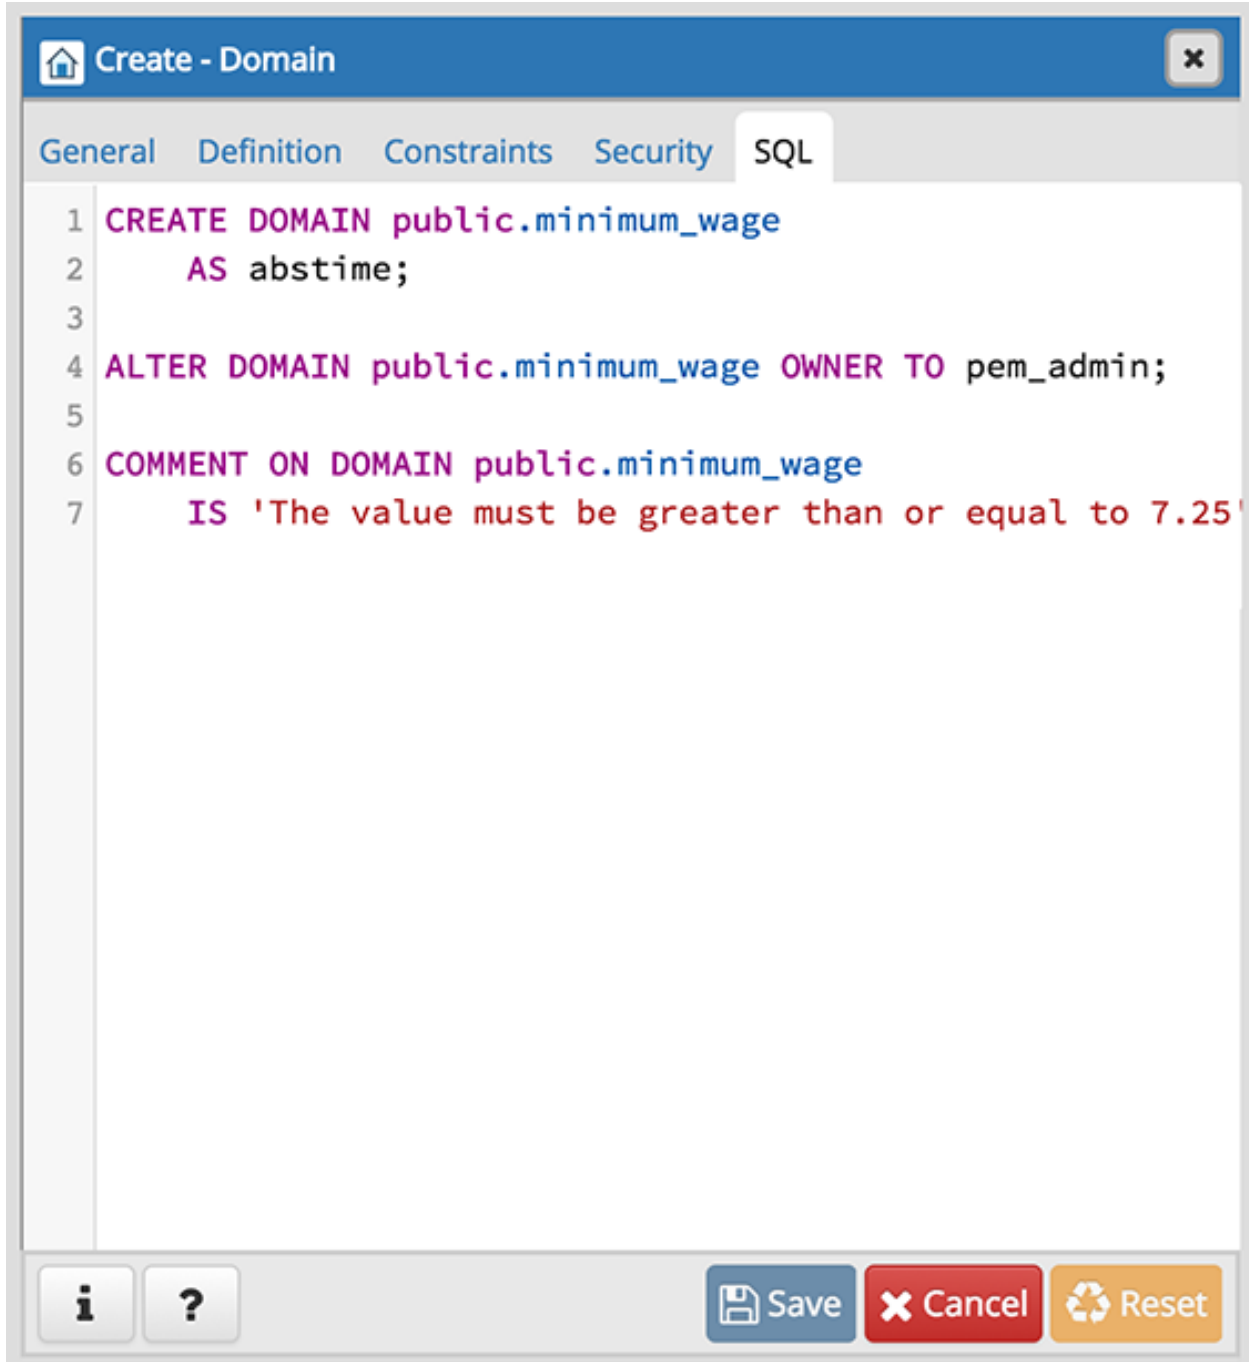 Create - Domain
General Definition Constraints Security SQL
1 CREATE DOMAIN public.minimum_wage
2 AS abstime;
3
4 ALTER DOMAIN public.minimum_wage OWNER TO pem_admin;
5
6 COMMENT ON DOMAIN public.minimum_wage
7 IS 'The value must be greater than or equal to 7.25'
i ? Save Cancel Reset